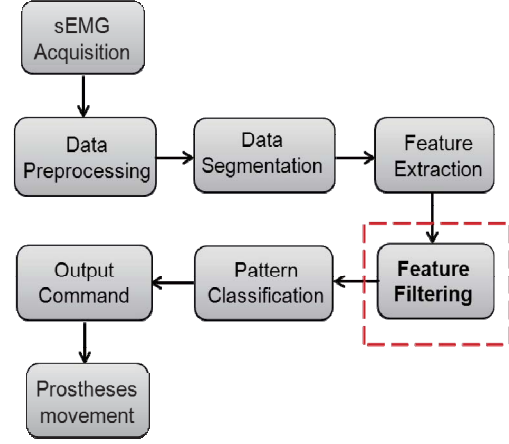 sEMG
Acquisition
Data
Preprocessing
Data
Segmentation
Feature
Extraction
Feature
Filtering
Pattern
Classification
Output
Command
Prostheses
movement